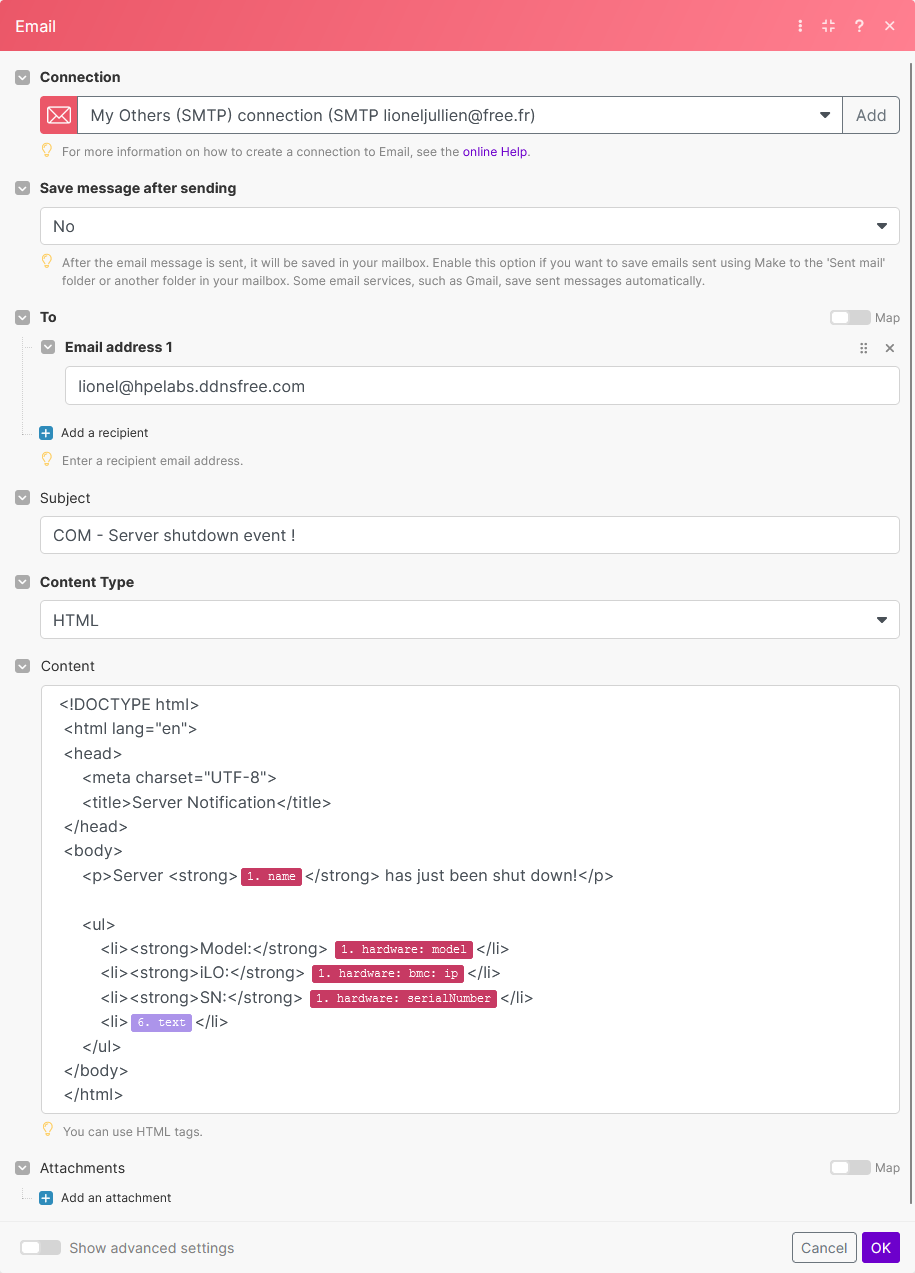 Email
Connection
My Others (SMTP) connection (SMTP lioneljullien@free.fr)
Add
For more information on how to create a connection to Email, see the online Help.
Save message after sending
No
After the email message is sent, it will be saved in your mailbox. Enable this option if you want to save emails sent using Make to the 'Sent mail'
folder or another folder in your mailbox. Some email services, such as Gmail, save sent messages automatically.
To
Map
Email address 1
lionel@hpelabs.ddnsfree.com
Add a recipient
Enter a recipient email address.
Subject
COM - Server shutdown event !
Content Type
HTML
Content
<!DOCTYPE html>
<html lang="en">
<head>
<meta charset="UTF-8">
<title>Server Notification</title>
</head>
<body>
<p>Server <strong> 1. name </strong> has just been shut down!</p>
<ul>
<li><strong>Model:</strong> 1. hardware: model </li>
<li><strong>iLO:</strong> 1. hardware: bmc: ip </li>
<li><strong>SN:</strong> 1. hardware: serialNumber </li>
<li> 6. text </li>
</ul>
</body>
</html>
You can use HTML tags.
Attachments
Map
Add an attachment
Show advanced settings
Cancel
OK